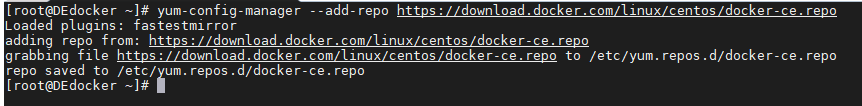 [root@DEdocker ~]# yum-config-manager --add-repo https://download.docker.com/linux/centos/docker-ce.repo
Loaded plugins: fastestmirror
adding repo from: https://download.docker.com/linux/centos/docker-ce.repo
grabbing file https://download.docker.com/linux/centos/docker-ce.repo to /etc/yum.repos.d/docker-ce.repo
repo saved to /etc/yum.repos.d/docker-ce.repo
[root@DEdocker ~]#